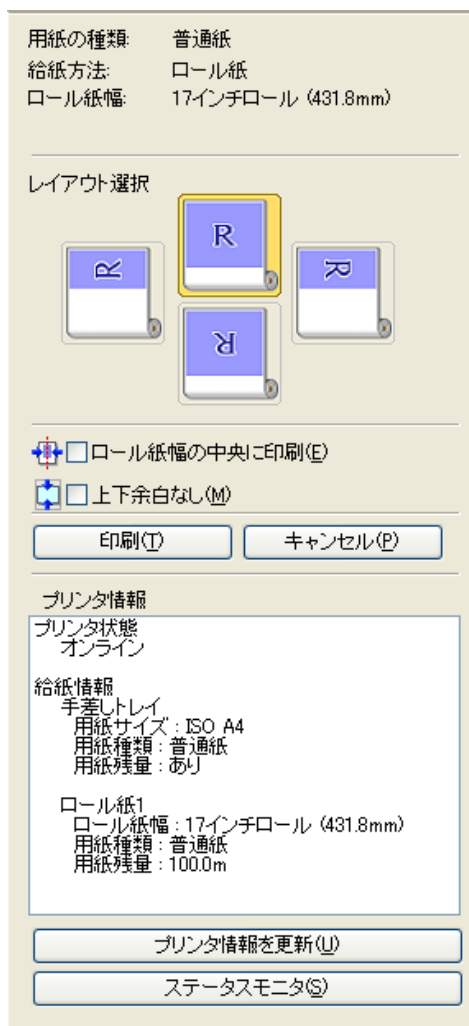 用紙の種類: 普通紙
給紙方法: ロール紙
ロール紙幅: 17インチロール (431.8mm)
レイアウト選択
R
R
R
R
ロール紙幅の中央に印刷(E)
上下余白なし(M)
印刷(T) キャンセル(P)
プリンタ情報
プリンタ状態
オンライン
給紙情報
手差しトレイ
用紙サイズ : ISO A4
用紙種類 : 普通紙
用紙残量 : あり
ロール紙1
ロール紙幅 : 17インチロール (431.8mm)
用紙種類 : 普通紙
用紙残量 : 100.0m
プリンタ情報を更新(U)
ステータスモニタ(S)